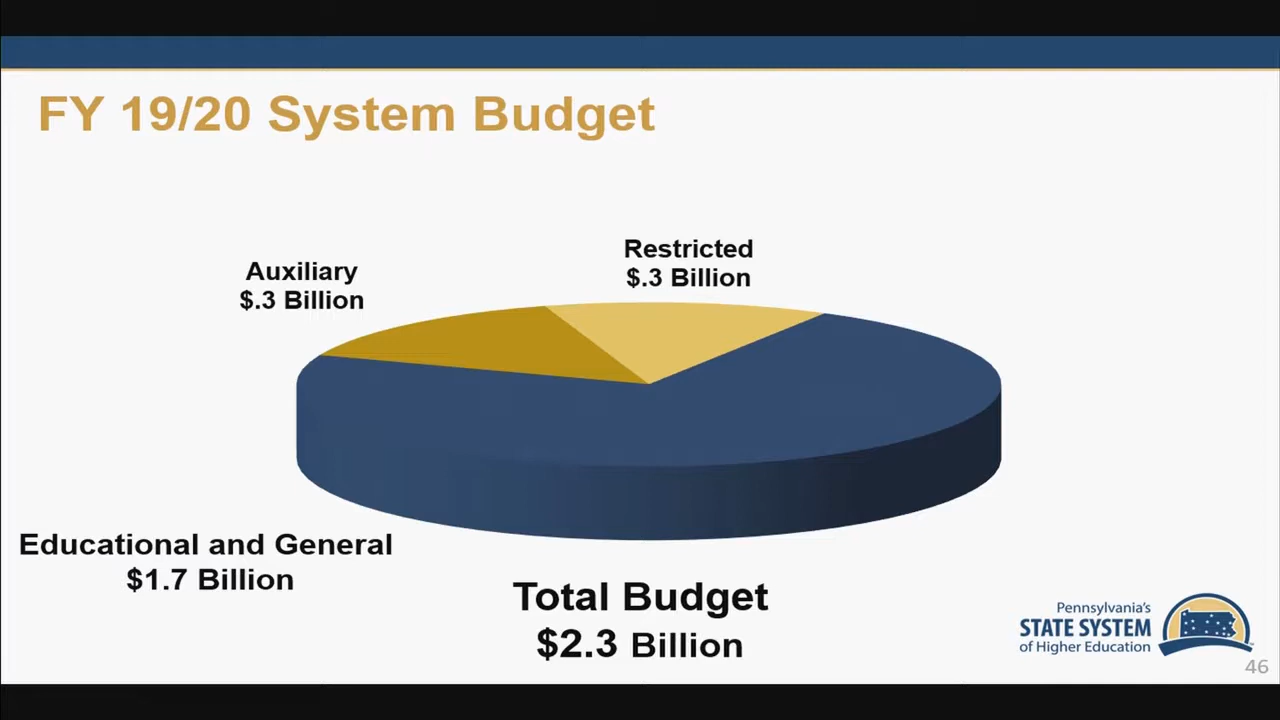 FY 19/20 System Budget
Restricted
$.3 Billion
Auxiliary
$.3 Billion
Educational and General
$1.7 Billion
Total Budget
$2.3 Billion
Pennsylvania's
STATE SYSTEM
of Higher Education
46